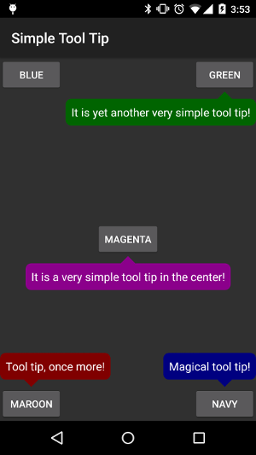 3:53
Simple Tool Tip
BLUE
GREEN
It is yet another very simple tool tip!
MAGENTA
It is a very simple tool tip in the center!
Tool tip, once more!
Magical tool tip!
MAROON
NAVY